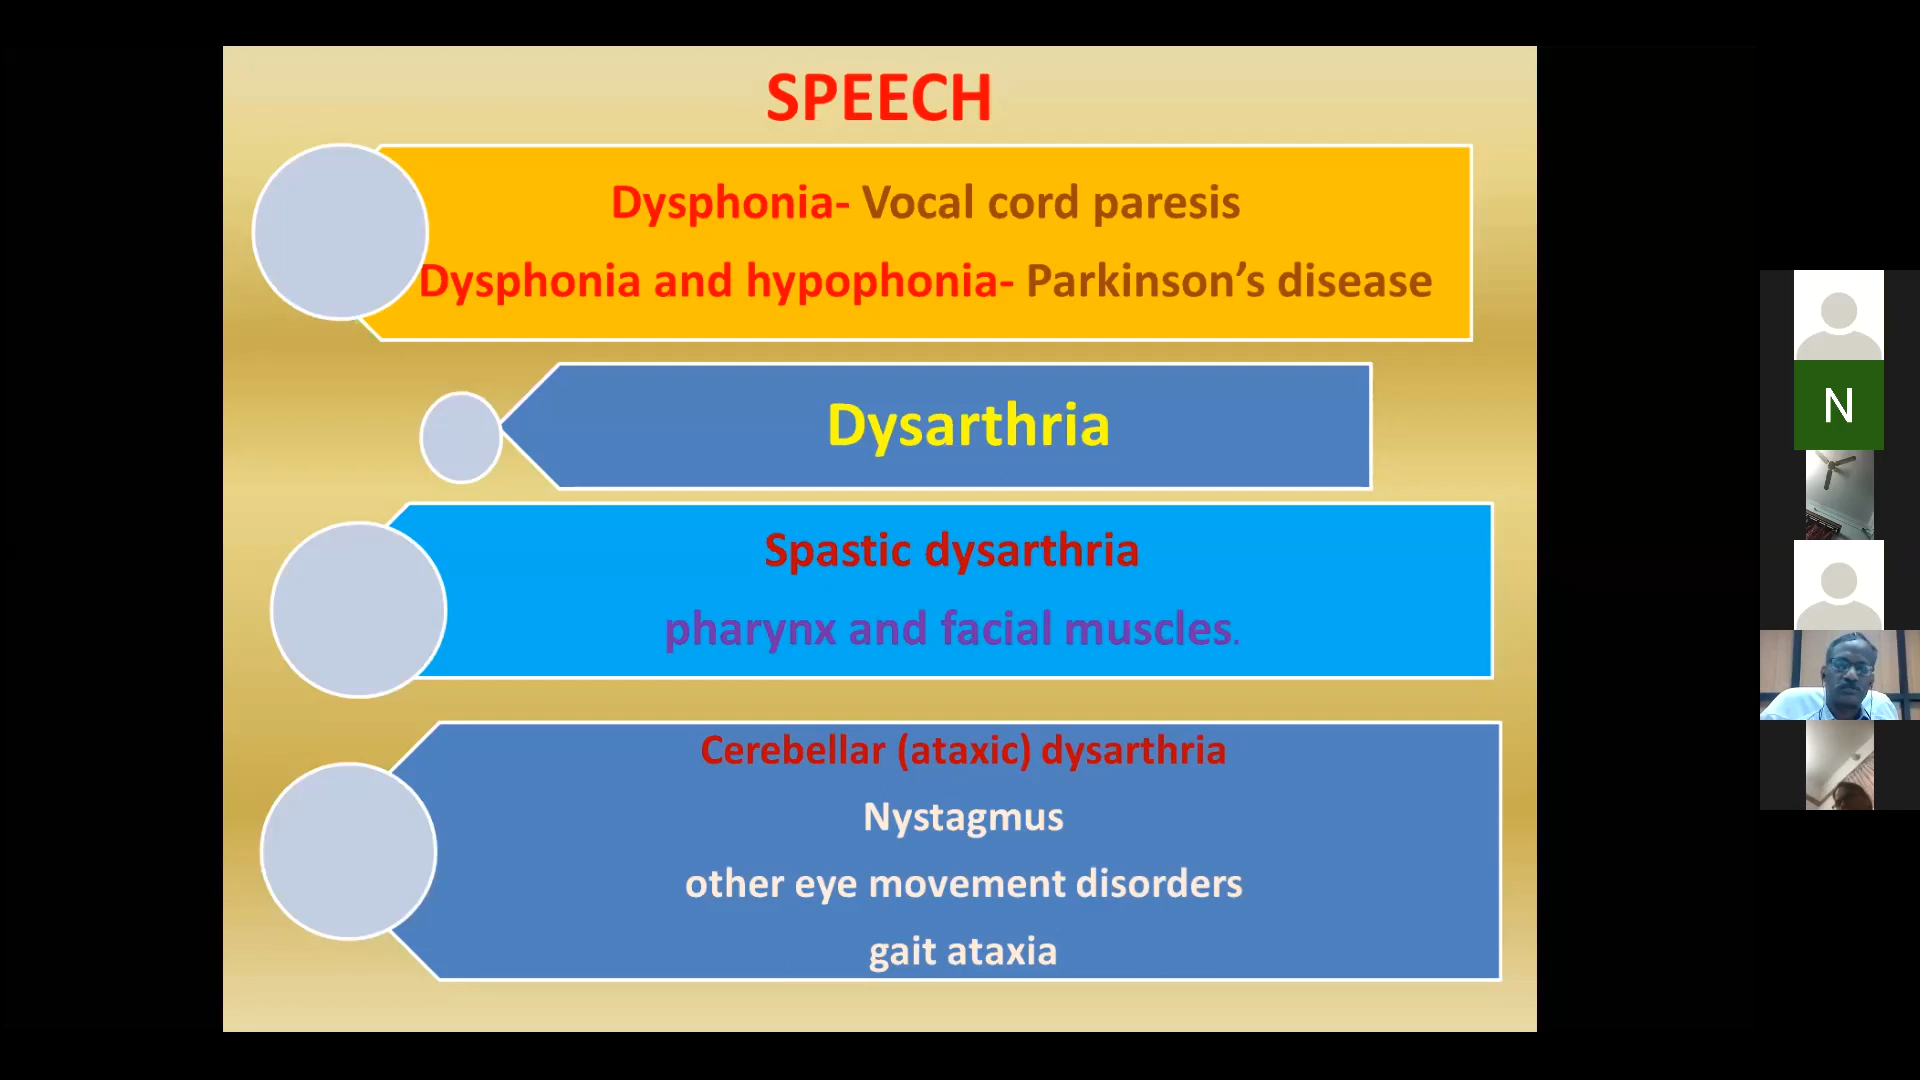 SPEECH
Dysphonia- Vocal cord paresis
Dysphonia and hypophonia- Parkinson’s disease
Dysarthria
Spastic dysarthria
pharynx and facial muscles.
Cerebellar (ataxic) dysarthria
Nystagmus
other eye movement disorders
gait ataxia
N